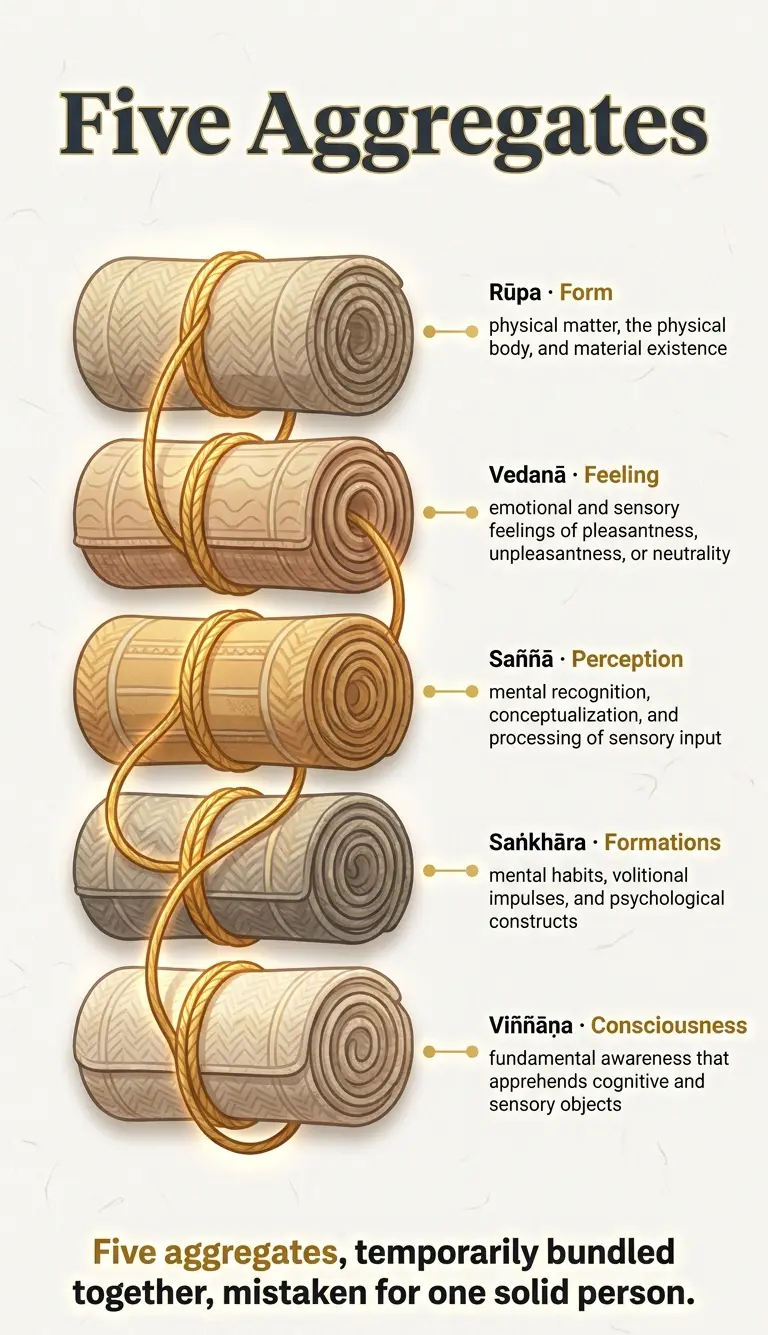 Five Aggregates
Rūpa · Form
physical matter, the physical
body, and material existence
Vedanā · Feeling
emotional and sensory
feelings of pleasantness,
unpleasantness, or neutrality
Saññā · Perception
mental recognition,
conceptualization, and
processing of sensory input
Saṅkhāra · Formations
mental habits, volitional
impulses, and psychological
constructs
Viññāṇa · Consciousness
fundamental awareness that
apprehends cognitive and
sensory objects
Five aggregates, temporarily bundled
together, mistaken for one solid person.